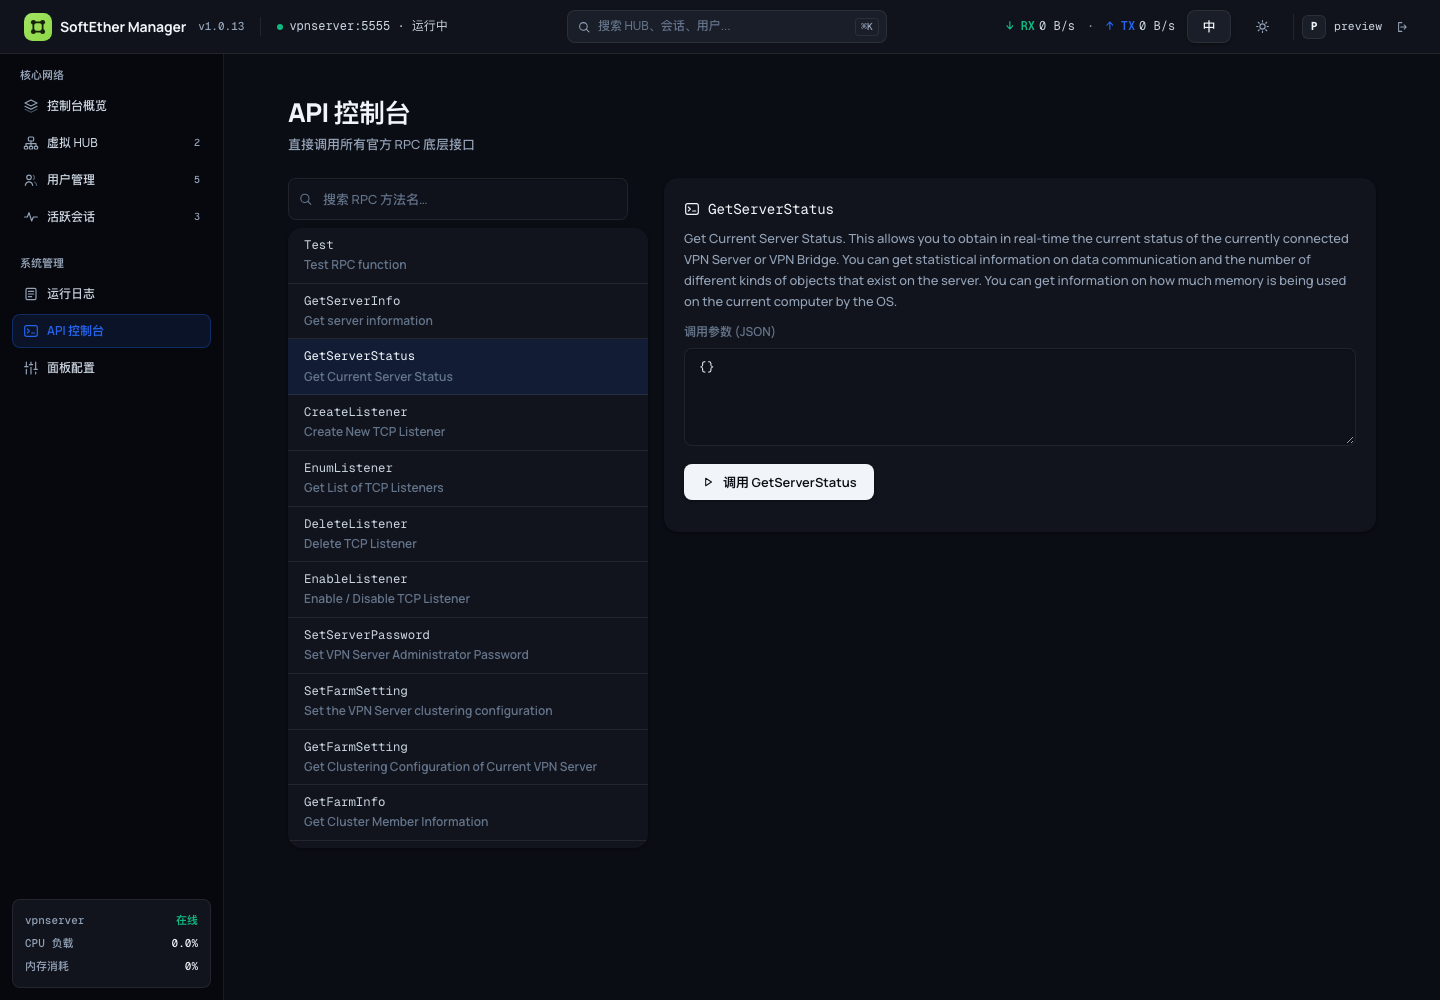 SoftEther Manager v1.0.13
vpnserver:5555 · 运行中
搜索 HUB、会话、用户...
⌘K
↓ RX 0 B/s · ↑ TX 0 B/s
中
P preview
核心网络
控制台概览
虚拟 HUB 2
用户管理 5
活跃会话 3
系统管理
运行日志
API 控制台
面板配置
vpnserver 在线
CPU 负载 0.0%
内存消耗 0%
API 控制台
直接调用所有官方 RPC 底层接口
搜索 RPC 方法名...
Test
Test RPC function
GetServerInfo
Get server information
GetServerStatus
Get Current Server Status
CreateListener
Create New TCP Listener
EnumListener
Get List of TCP Listeners
DeleteListener
Delete TCP Listener
EnableListener
Enable / Disable TCP Listener
SetServerPassword
Set VPN Server Administrator Password
SetFarmSetting
Set the VPN Server clustering configuration
GetFarmSetting
Get Clustering Configuration of Current VPN Server
GetFarmInfo
Get Cluster Member Information
GetServerStatus
Get Current Server Status. This allows you to obtain in real-time the current status of the currently connected
VPN Server or VPN Bridge. You can get statistical information on data communication and the number of
different kinds of objects that exist on the server. You can get information on how much memory is being used
on the current computer by the OS.
调用参数 (JSON)
{}
调用 GetServerStatus